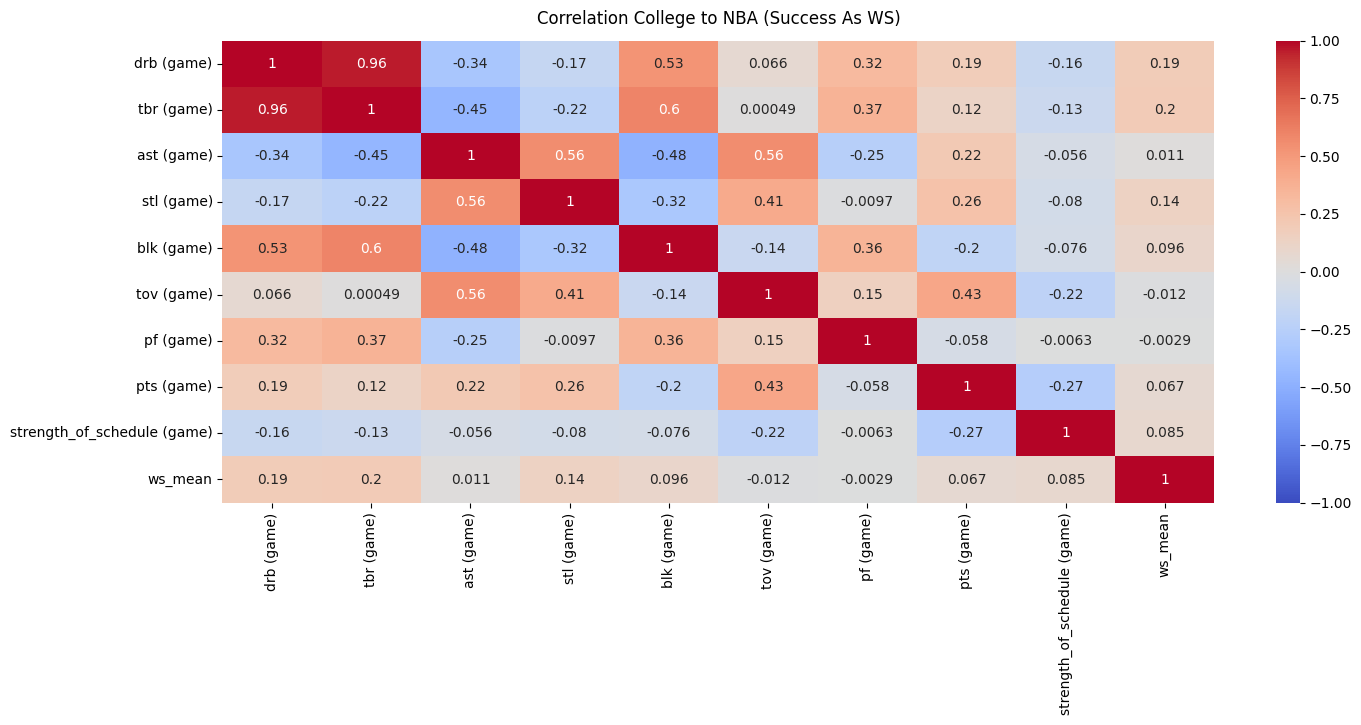 Correlation College to NBA (Success As WS)
drb (game) 1 0.96 -0.34 -0.17 0.53 0.066 0.32 0.19 -0.16 0.19
tbr (game) 0.96 1 -0.45 -0.22 0.6 0.00049 0.37 0.12 -0.13 0.2
ast (game) -0.34 -0.45 1 0.56 -0.48 0.56 -0.25 0.22 -0.056 0.011
stl (game) -0.17 -0.22 0.56 1 -0.32 0.41 -0.0097 0.26 -0.08 0.14
blk (game) 0.53 0.6 -0.48 -0.32 1 -0.14 0.36 -0.2 -0.076 0.096
tov (game) 0.066 0.00049 0.56 0.41 -0.14 1 0.15 0.43 -0.22 -0.012
pf (game) 0.32 0.37 -0.25 -0.0097 0.36 0.15 1 -0.058 -0.0063 -0.0029
pts (game) 0.19 0.12 0.22 0.26 -0.2 0.43 -0.058 1 -0.27 0.067
strength_of_schedule (game) -0.16 -0.13 -0.056 -0.08 -0.076 -0.22 -0.0063 -0.27 1 0.085
ws_mean 0.19 0.2 0.011 0.14 0.096 -0.012 -0.0029 0.067 0.085 1
drb (game)
tbr (game)
ast (game)
stl (game)
blk (game)
tov (game)
pf (game)
pts (game)
strength_of_schedule (game)
ws_mean
1.00
0.75
0.50
0.25
0.00
−0.25
−0.50
−0.75
−1.00